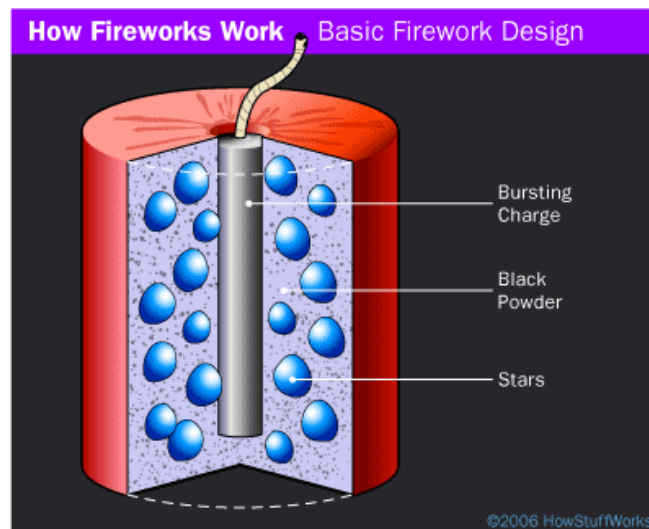 How Fireworks Work Basic Firework Design
Bursting
Charge
Black
Powder
Stars
©2006 HowStuffWorks